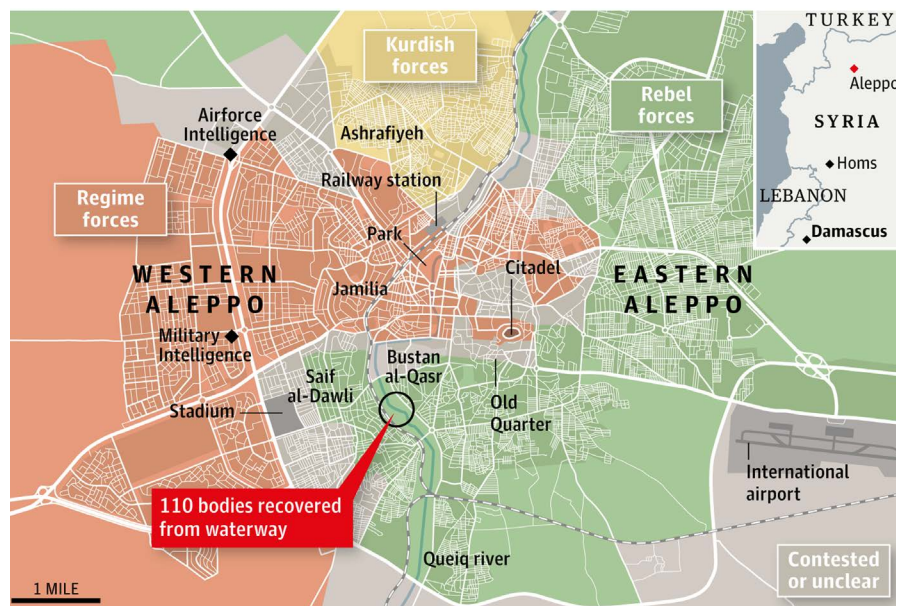 TURKEY
Aleppo
SYRIA
Homs
LEBANON
Damascus
Kurdish
forces
Rebel
forces
Airforce
Intelligence
Ashrafiyeh
Railway station
Regime
forces
Park
WESTERN
ALEPPO
Jamilia
Citadel
EASTERN
ALEPPO
Military
Intelligence
Bustan
al-Qasr
Saif
al-Dawli
Stadium
Old
Quarter
International
airport
110 bodies recovered
from waterway
Queiq river
Contested
or unclear
1 MILE